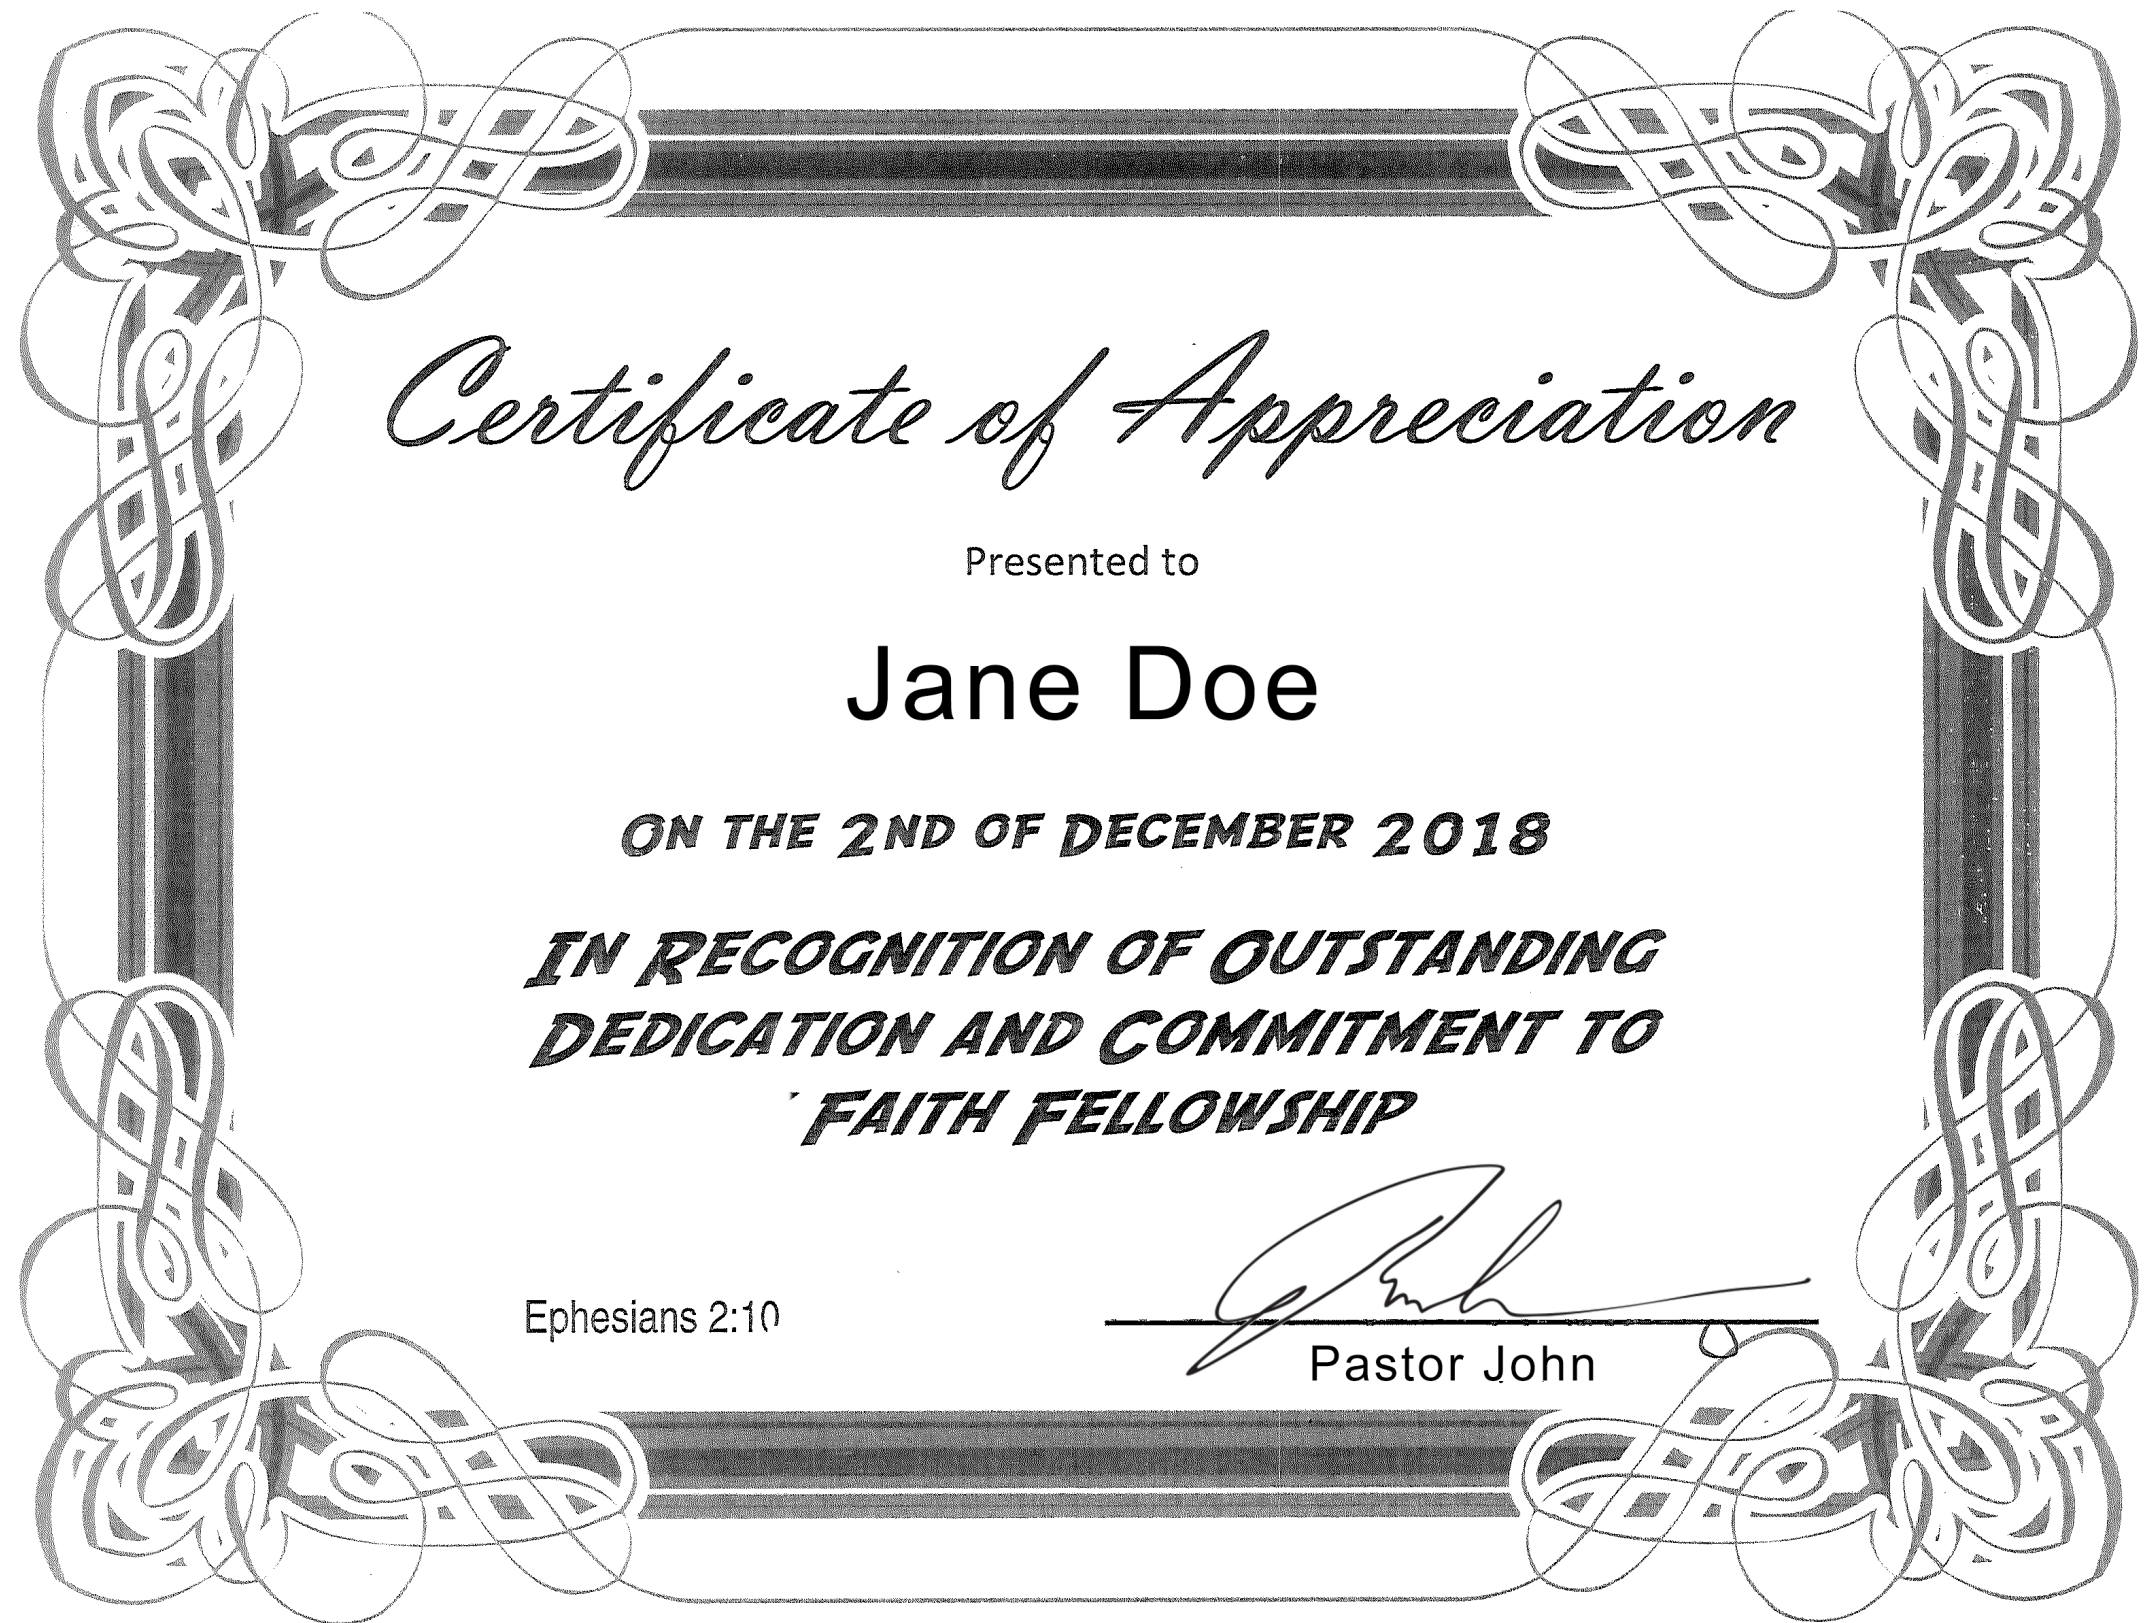 Certificate of Appreciation
Presented to
Jane Doe
ON THE 2ND OF DECEMBER 2018
IN RECOGNITION OF OUTSTANDING
DEDICATION AND COMMITMENT TO
FAITH FELLOWSHIP
Ephesians 2:10
Pastor John